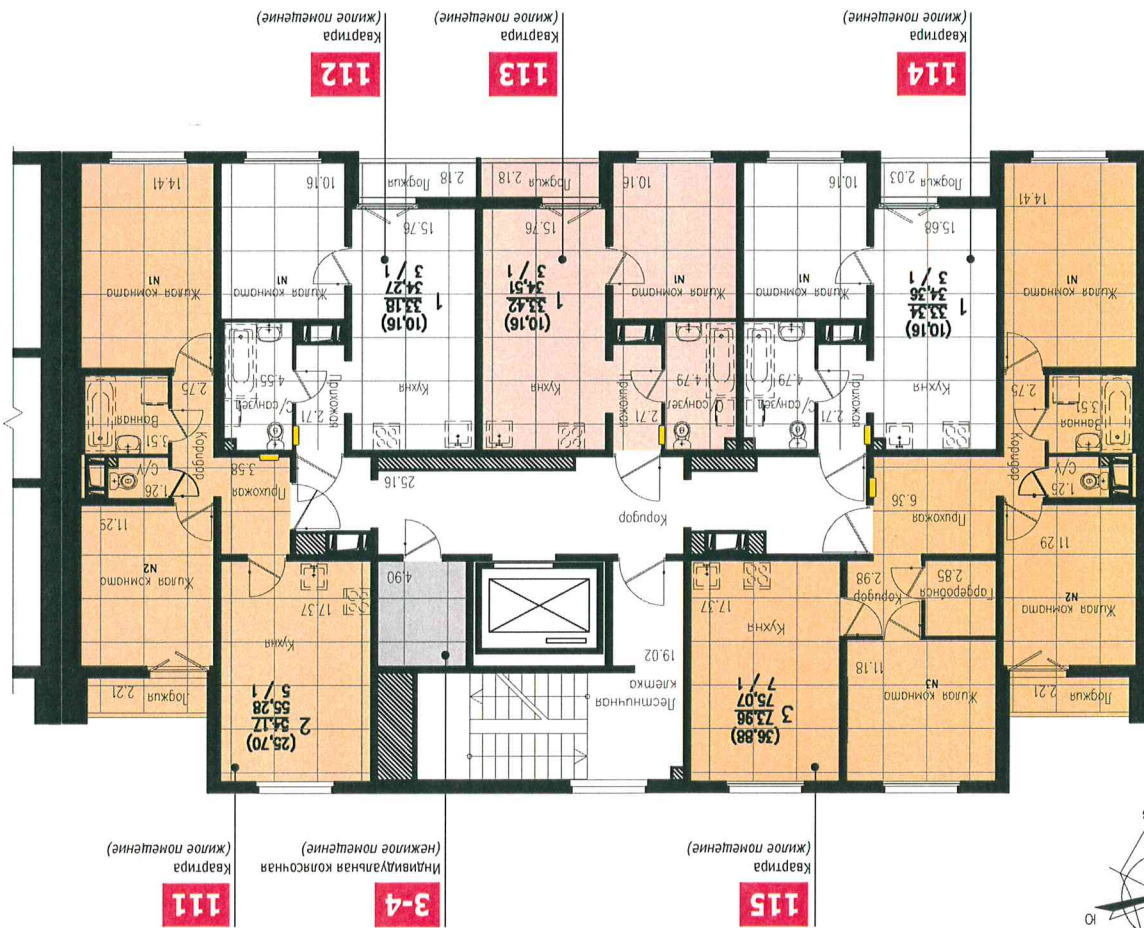 Ю
115
Квартира
(жилое помещение)
3-4
Индивидуальная колясочная
(нежилое помещение)
111
Квартира
(жилое помещение)
Лоджия 2.21
Жилая комната
N2
11.29
Жилая комната
N3
11.18
3
(36,88)
73,96
75,07
7 / 1
Кухня
17.37
Гардеробная
2.85
Коридор
2.98
Лестничная
клетка
19.02
4.90
2
(25,70)
54,17
55,28
5 / 1
Кухня
17.37
Лоджия 2.21
Жилая комната
N2
11.29
С/У
1.26
Ванная
3.51
Коридор
2.75
Прихожая
6.36
Коридор
25.16
Прихожая
3.58
Коридор
2.75
С/У
1.26
Ванная
3.51
Жилая комната
N1
14.41
Кухня
1
(10,16)
33,34
34,36
3 / 1
15.68
Лоджия
2.03
Прихожая
2.71
С/санузел
4.79
Жилая комната
10.16
С/санузел
4.79
Прихожая
2.71
Жилая комната
N1
10.16
Кухня
1
(10,16)
33,42
34,51
3 / 1
15.76
Лоджия
2.18
Кухня
1
(10,16)
33,18
34,27
3 / 1
15.76
Лоджия
2.18
Прихожая
2.71
С/санузел
4.55
Жилая комната
N1
10.16
Жилая комната
N1
14.41
114
Квартира
(жилое помещение)
113
Квартира
(жилое помещение)
112
Квартира
(жилое помещение)